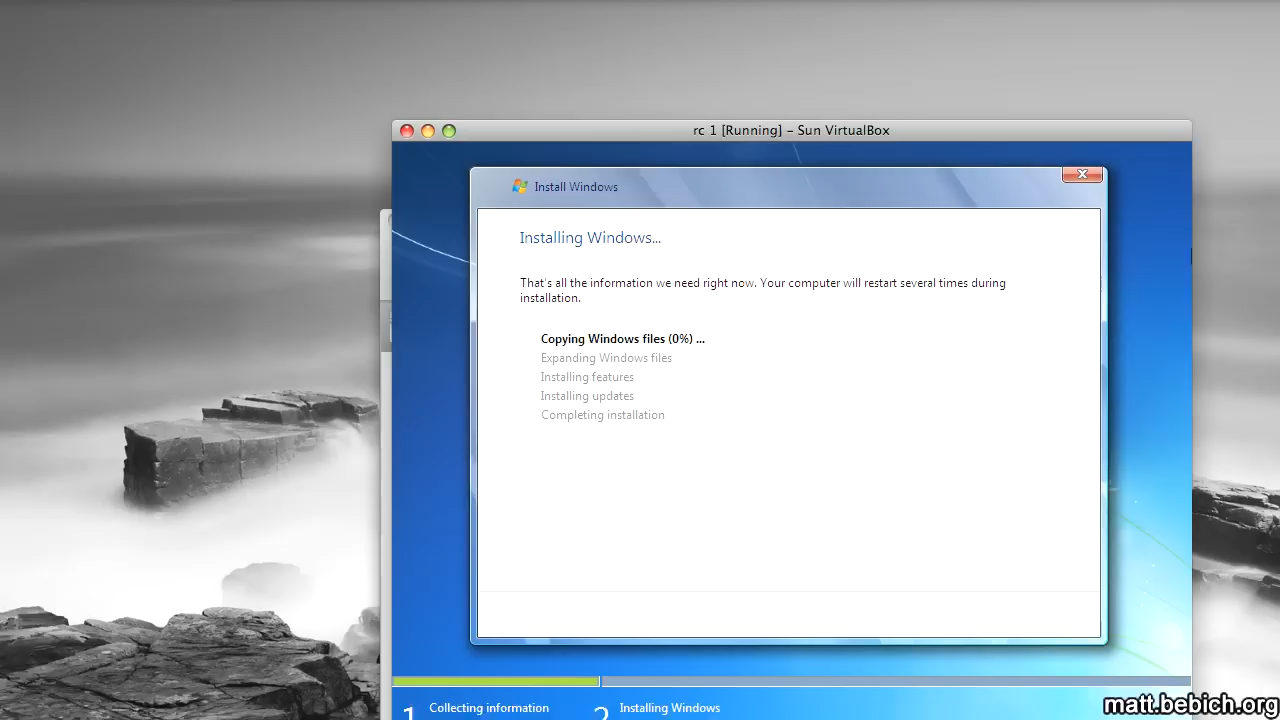 rc 1 [Running] – Sun VirtualBox
Install Windows
Installing Windows...
That's all the information we need right now. Your computer will restart several times during
installation.
Copying Windows files (0%) ...
Expanding Windows files
Installing features
Installing updates
Completing installation
1 Collecting information
2 Installing Windows
matt.bebich.org